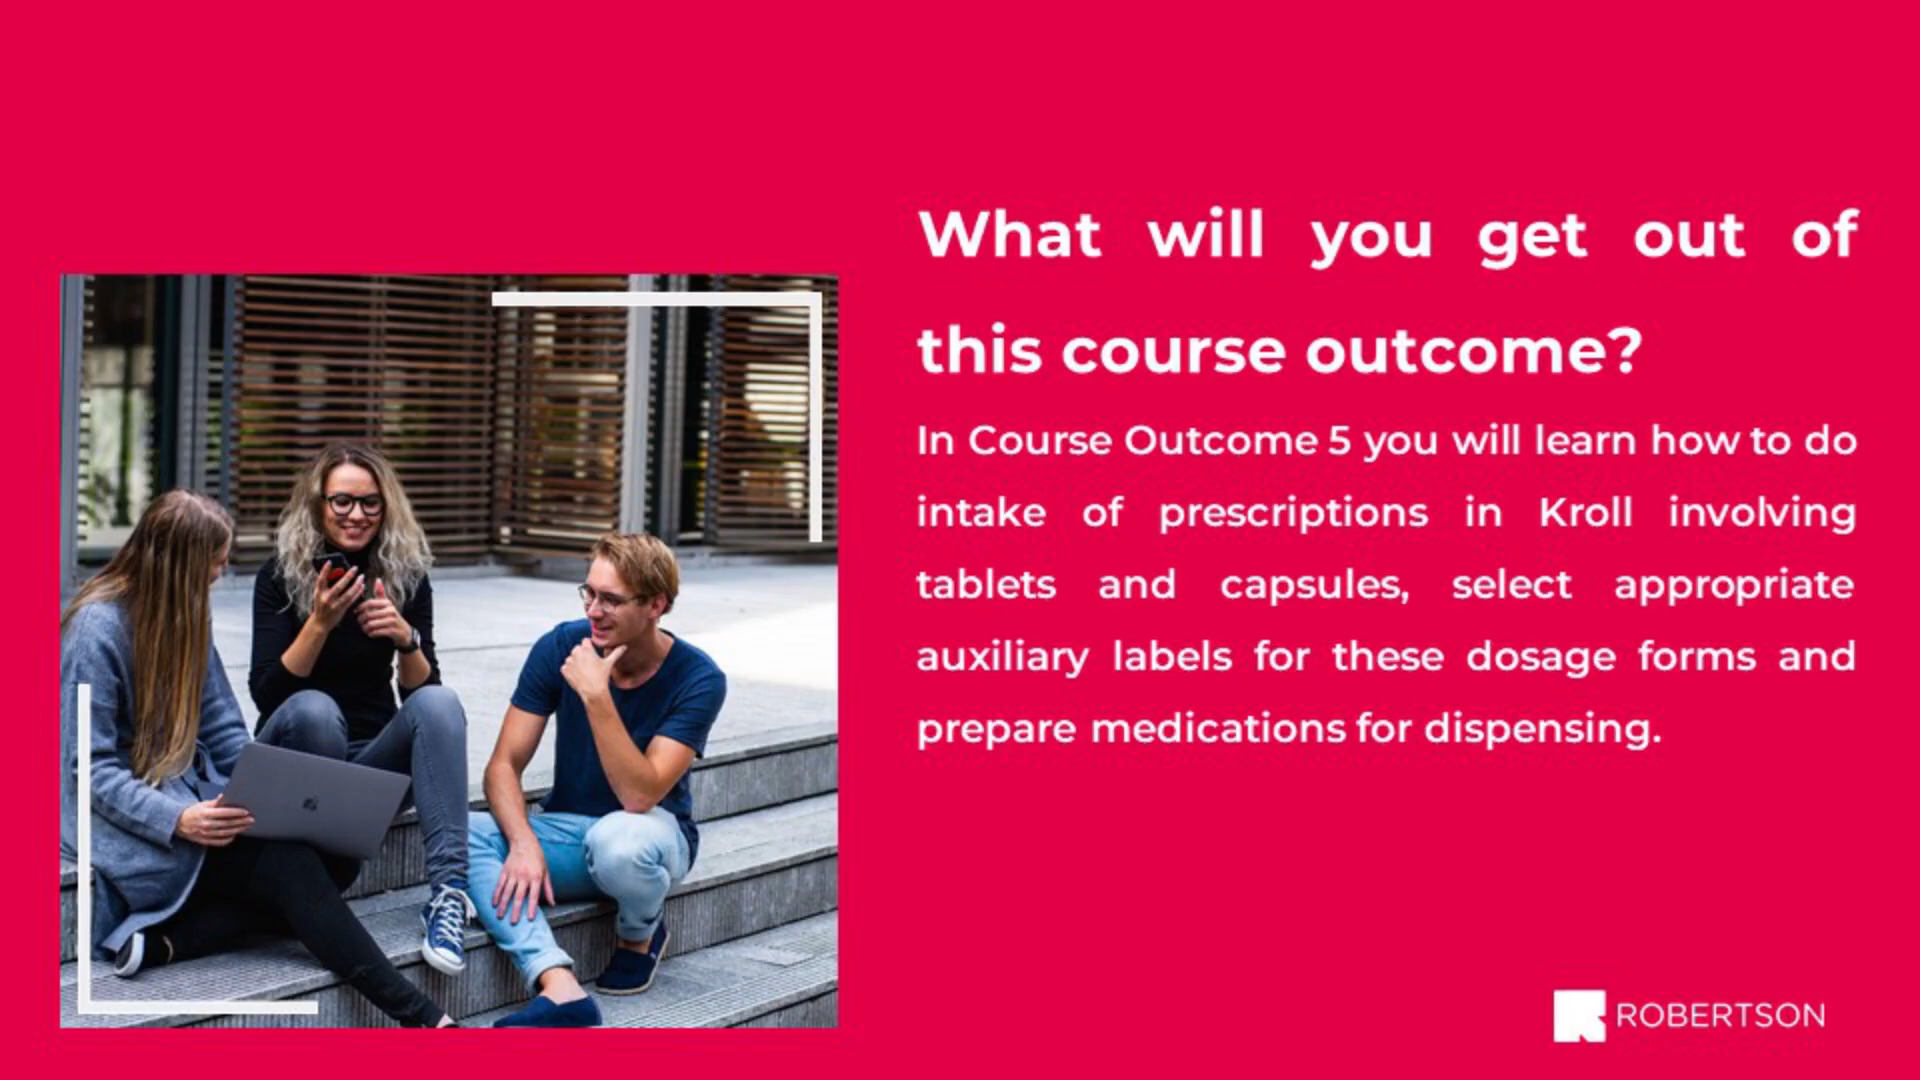 What will you get out of
this course outcome?
In Course Outcome 5 you will learn how to do
intake of prescriptions in Kroll involving
tablets and capsules, select appropriate
auxiliary labels for these dosage forms and
prepare medications for dispensing.
ROBERTSON